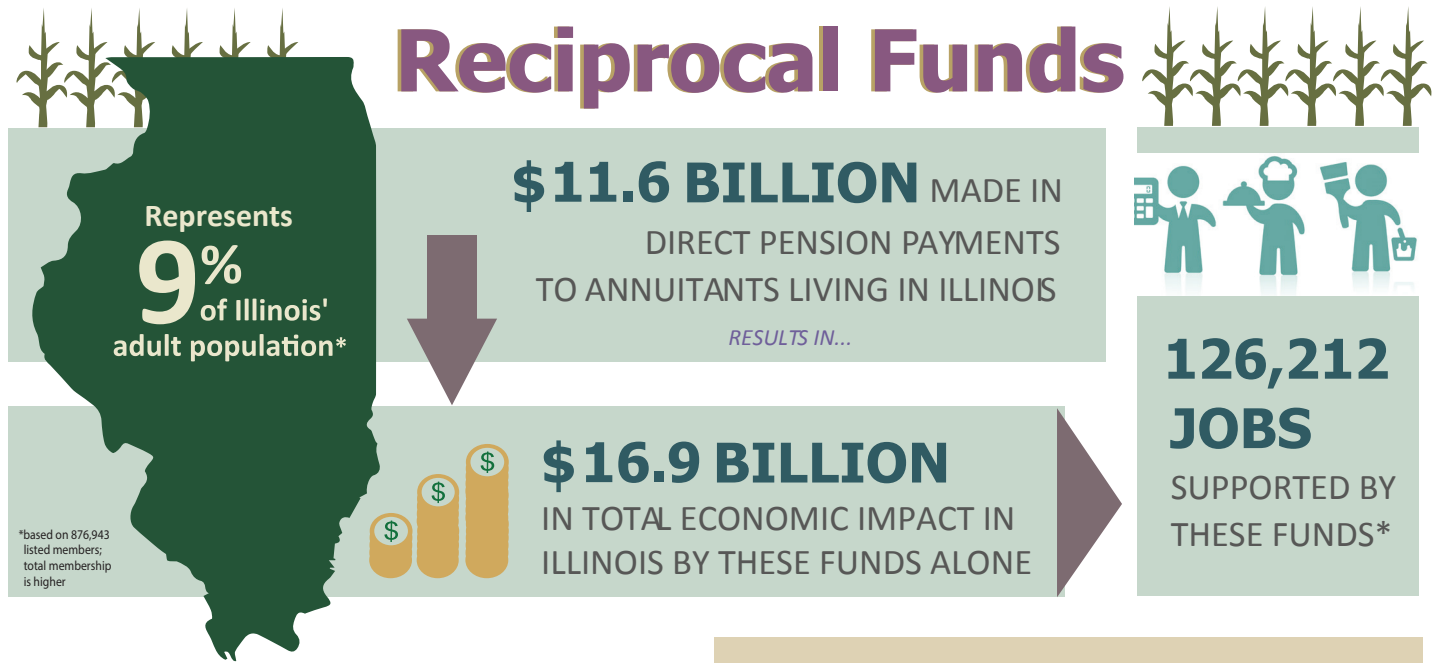 Reciprocal Funds
Represents
9%
of Illinois'
adult population*
*based on 876,943
listed members;
total membership
is higher
$11.6 BILLION MADE IN
DIRECT PENSION PAYMENTS
TO ANNUITANTS LIVING IN ILLINOIS
RESULTS IN...
$ $ $
$16.9 BILLION
IN TOTAL ECONOMIC IMPACT IN
ILLINOIS BY THESE FUNDS ALONE
126,212
JOBS
SUPPORTED BY
THESE FUNDS*